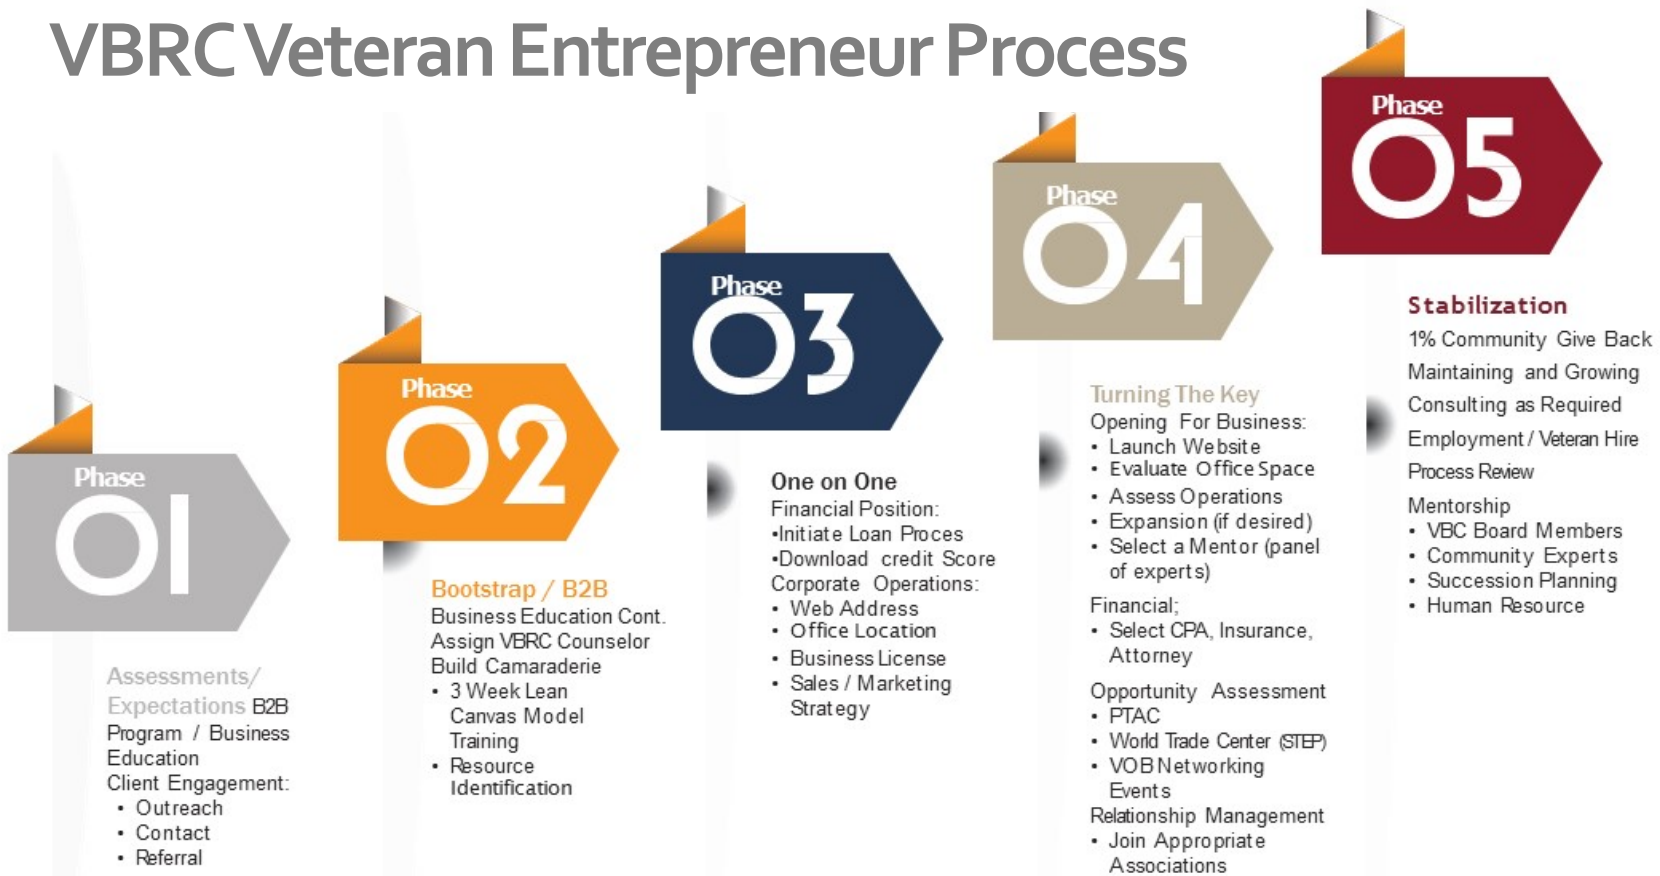 VBRC Veteran Entrepreneur Process
Phase
01
Assessments/
Expectations B2B
Program / Business
Education
Client Engagement:
• Outreach
• Contact
• Referral
Phase
02
Bootstrap / B2B
Business Education Cont.
Assign VBRC Counselor
Build Camaraderie
• 3 Week Lean
Canvas Model
Training
• Resource
Identification
Phase
03
One on One
Financial Position:
•Initiate Loan Proces
•Download credit Score
Corporate Operations:
• Web Address
• Office Location
• Business License
• Sales / Marketing
Strategy
Phase
04
Turning The Key
Opening For Business:
• Launch Website
• Evaluate Office Space
• Assess Operations
• Expansion (if desired)
• Select a Mentor (panel
of experts)
Financial;
• Select CPA, Insurance,
Attorney
Opportunity Assessment
• PTAC
• World Trade Center (STEP)
• VOB Networking
Events
Relationship Management
• Join Appropriate
Associations
Phase
05
Stabilization
1% Community Give Back
Maintaining and Growing
Consulting as Required
Employment / Veteran Hire
Process Review
Mentorship
• VBC Board Members
• Community Experts
• Succession Planning
• Human Resource